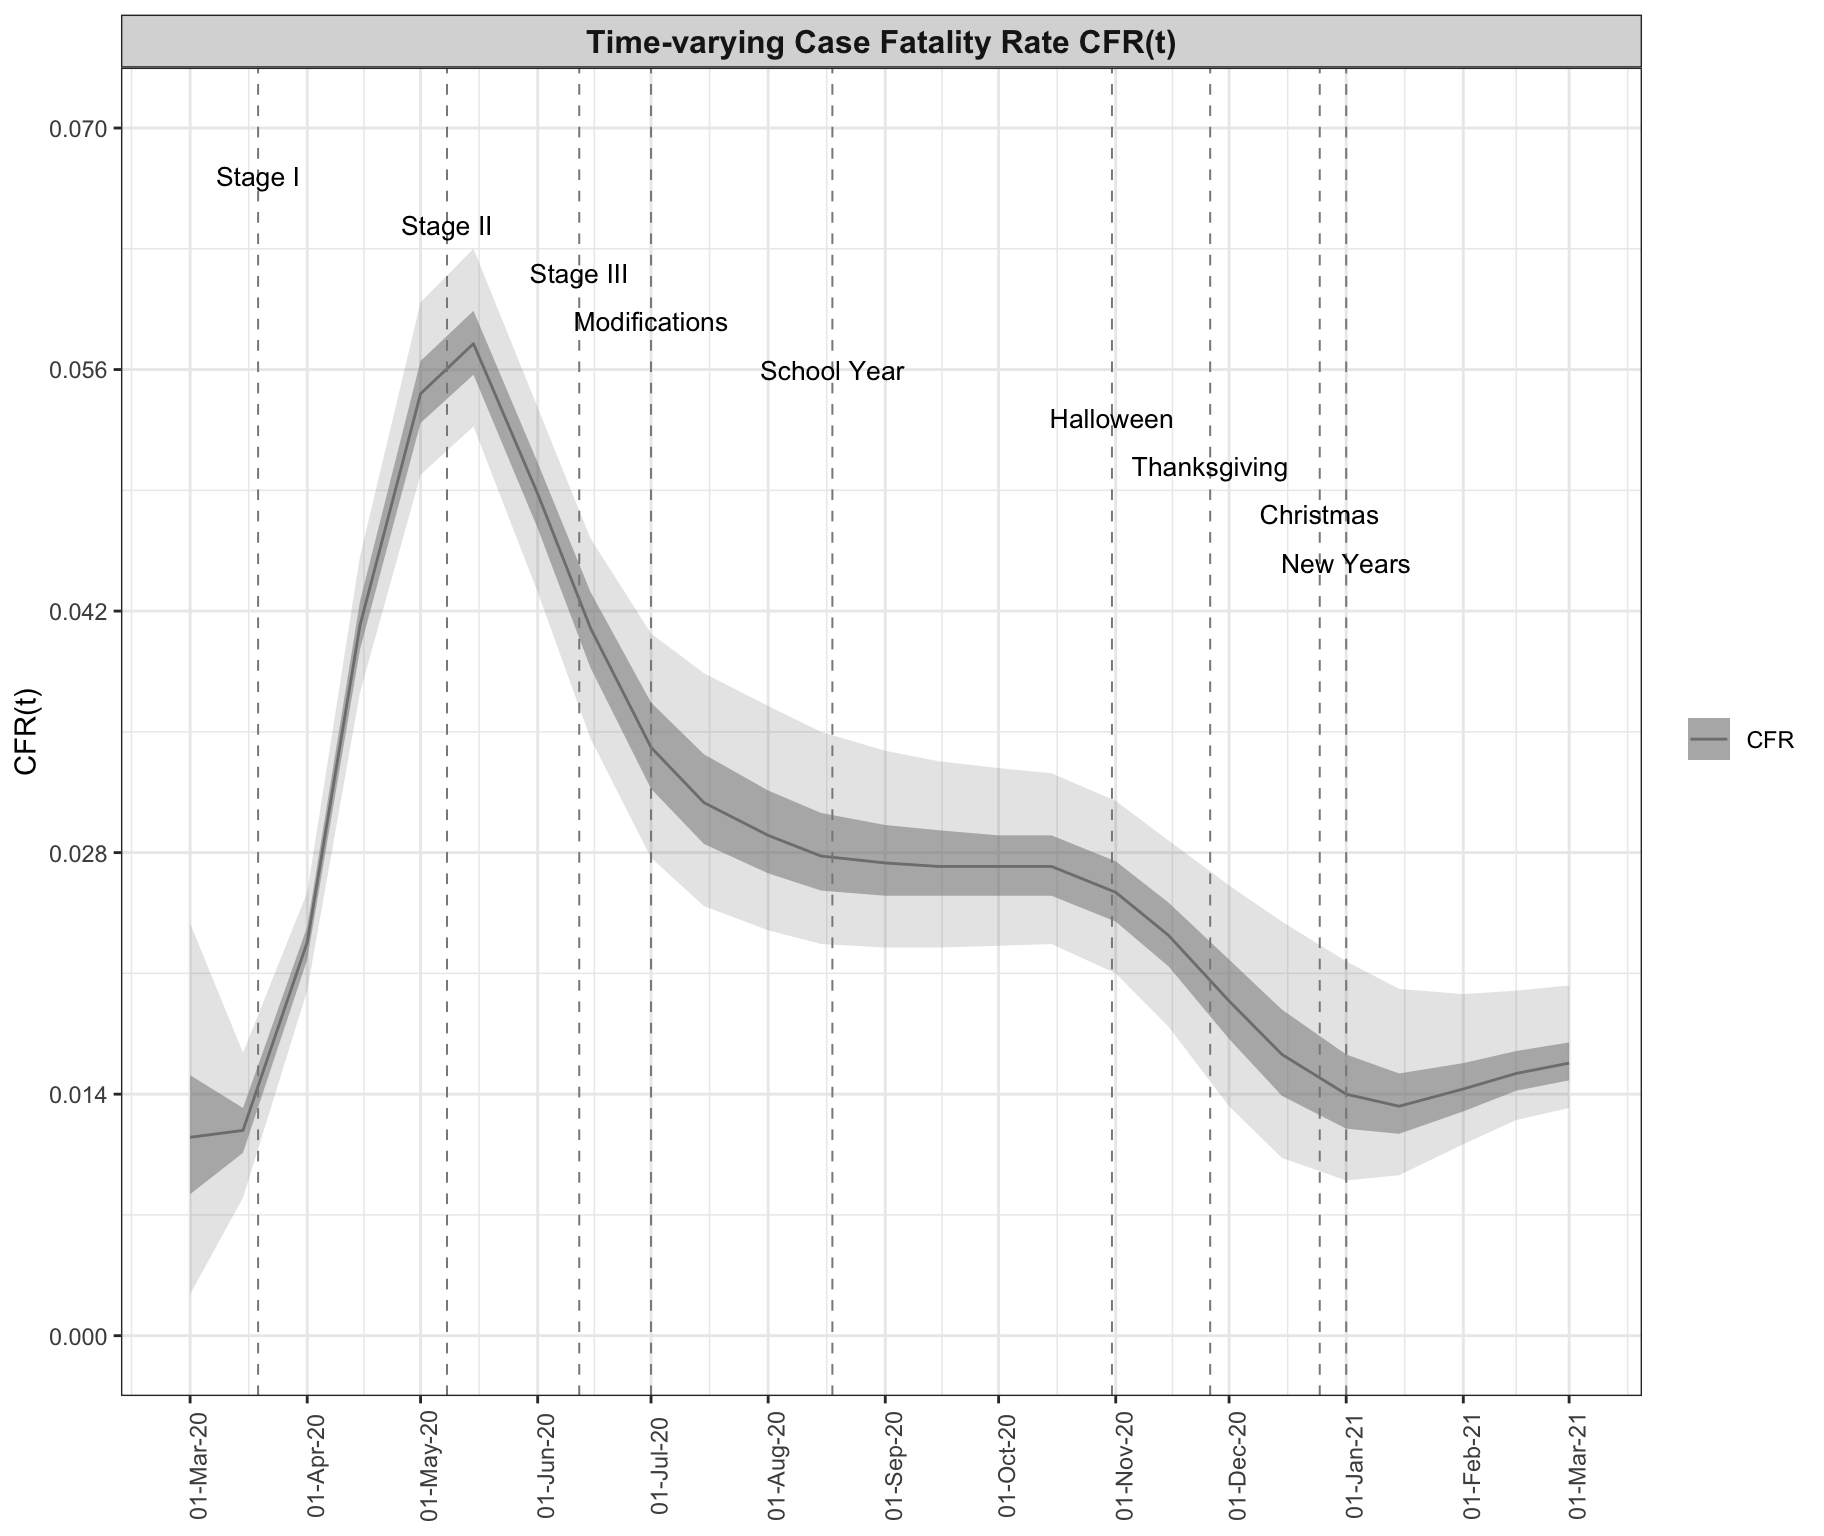 Time-varying Case Fatality Rate CFR(t)
0.070
Stage I
Stage II
Stage III
Modifications
0.056
School Year
Halloween
Thanksgiving
Christmas
New Years
0.042
CFR(t)
CFR
0.028
0.014
0.000
01-Mar-20
01-Apr-20
01-May-20
01-Jun-20
01-Jul-20
01-Aug-20
01-Sep-20
01-Oct-20
01-Nov-20
01-Dec-20
01-Jan-21
01-Feb-21
01-Mar-21